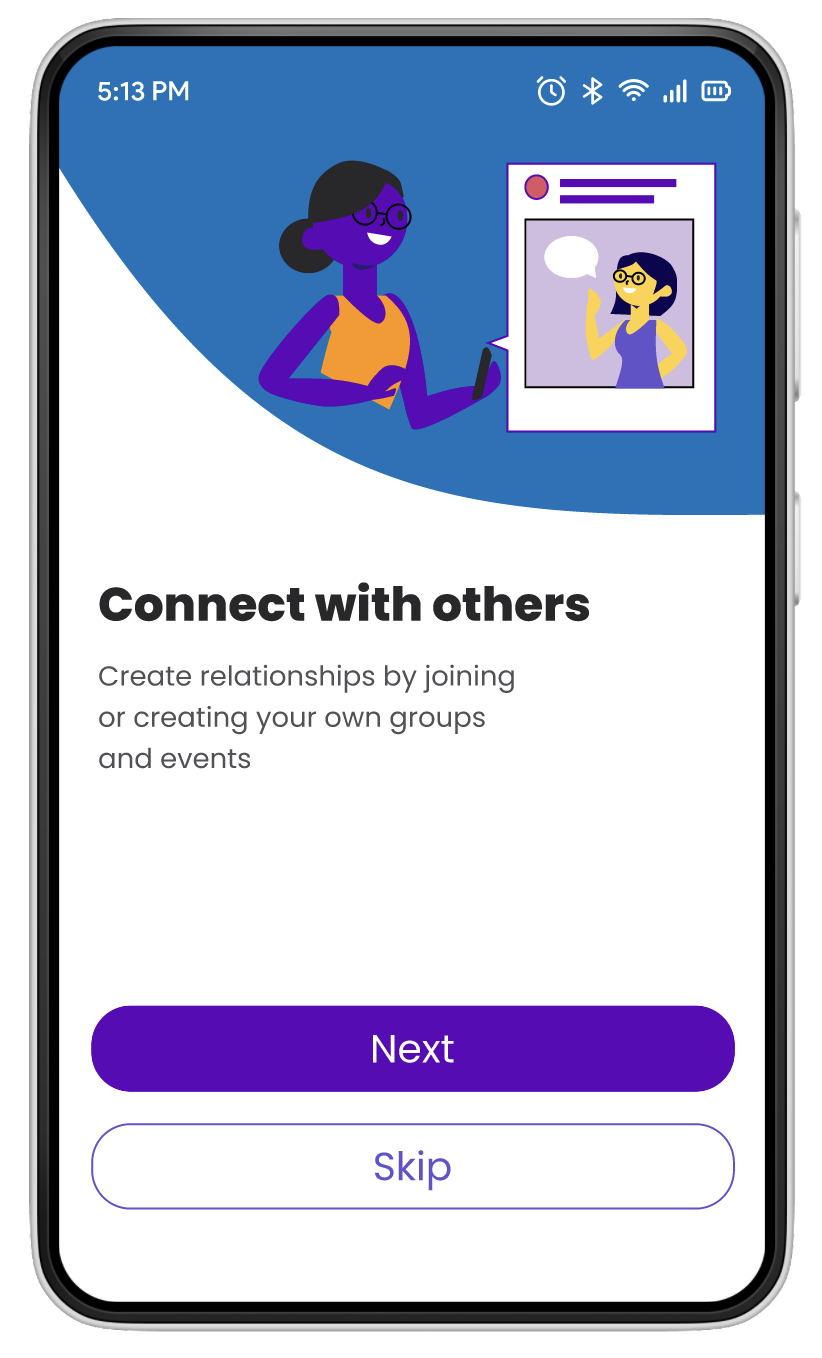 5:13 PM
Connect with others
Create relationships by joining
or creating your own groups
and events
Next
Skip